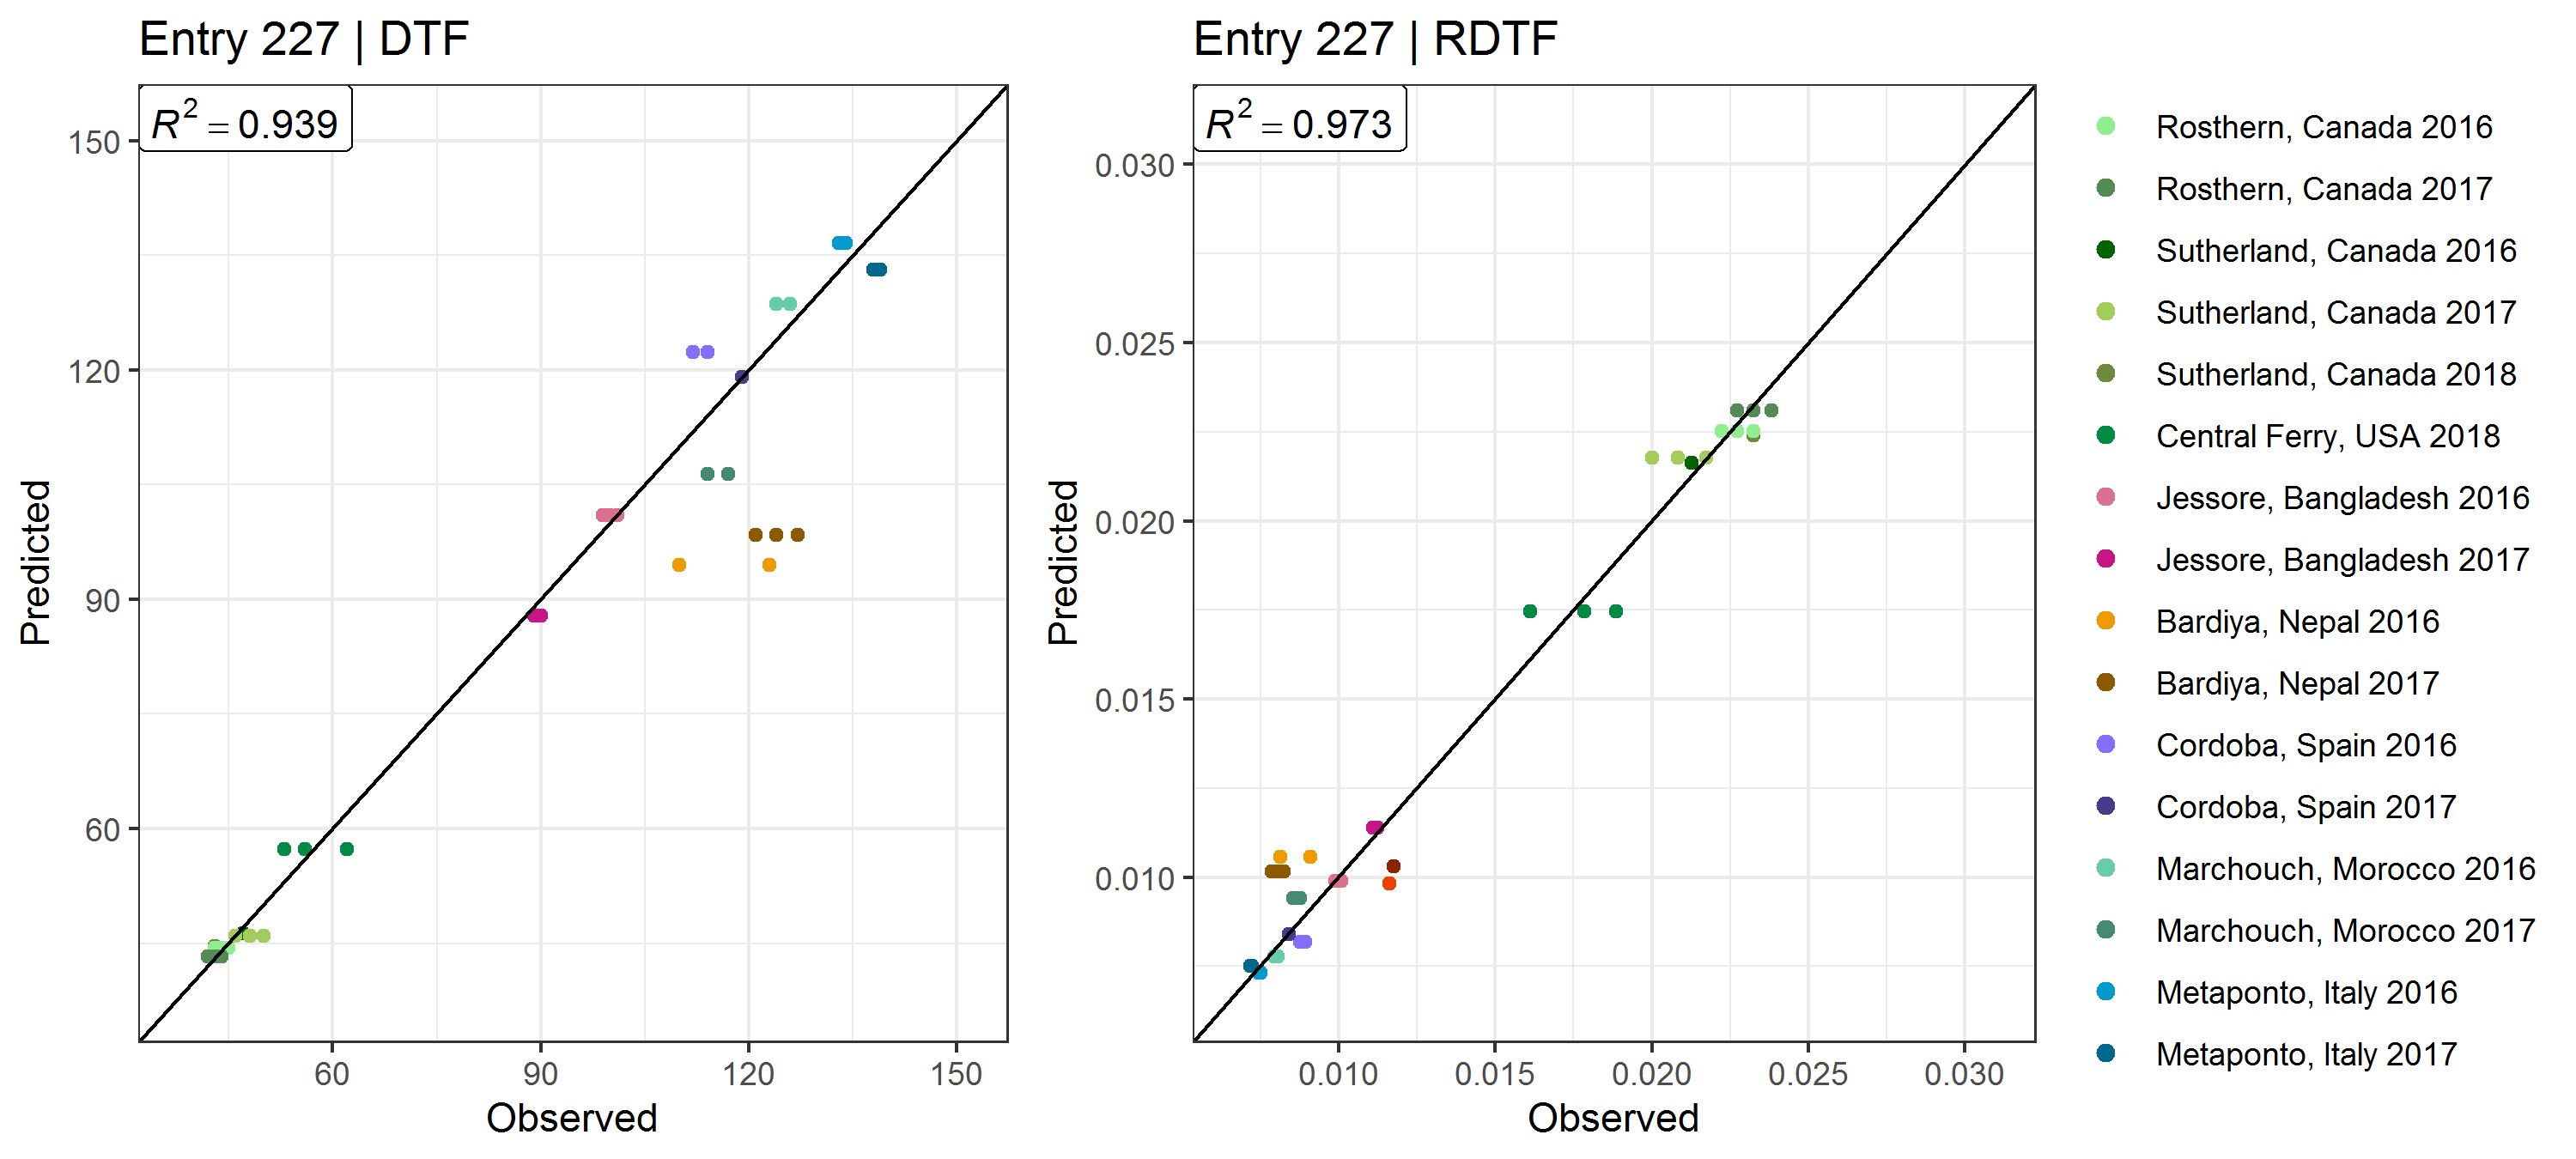 Entry 227 | DTF
R² = 0.939
150
120
90
60
60 90 120 150
Observed
Predicted
Entry 227 | RDTF
R² = 0.973
0.030
0.025
0.020
0.015
0.010
0.010 0.015 0.020 0.025 0.030
Observed
Predicted
Rosthern, Canada 2016
Rosthern, Canada 2017
Sutherland, Canada 2016
Sutherland, Canada 2017
Sutherland, Canada 2018
Central Ferry, USA 2018
Jessore, Bangladesh 2016
Jessore, Bangladesh 2017
Bardiya, Nepal 2016
Bardiya, Nepal 2017
Cordoba, Spain 2016
Cordoba, Spain 2017
Marchouch, Morocco 2016
Marchouch, Morocco 2017
Metaponto, Italy 2016
Metaponto, Italy 2017